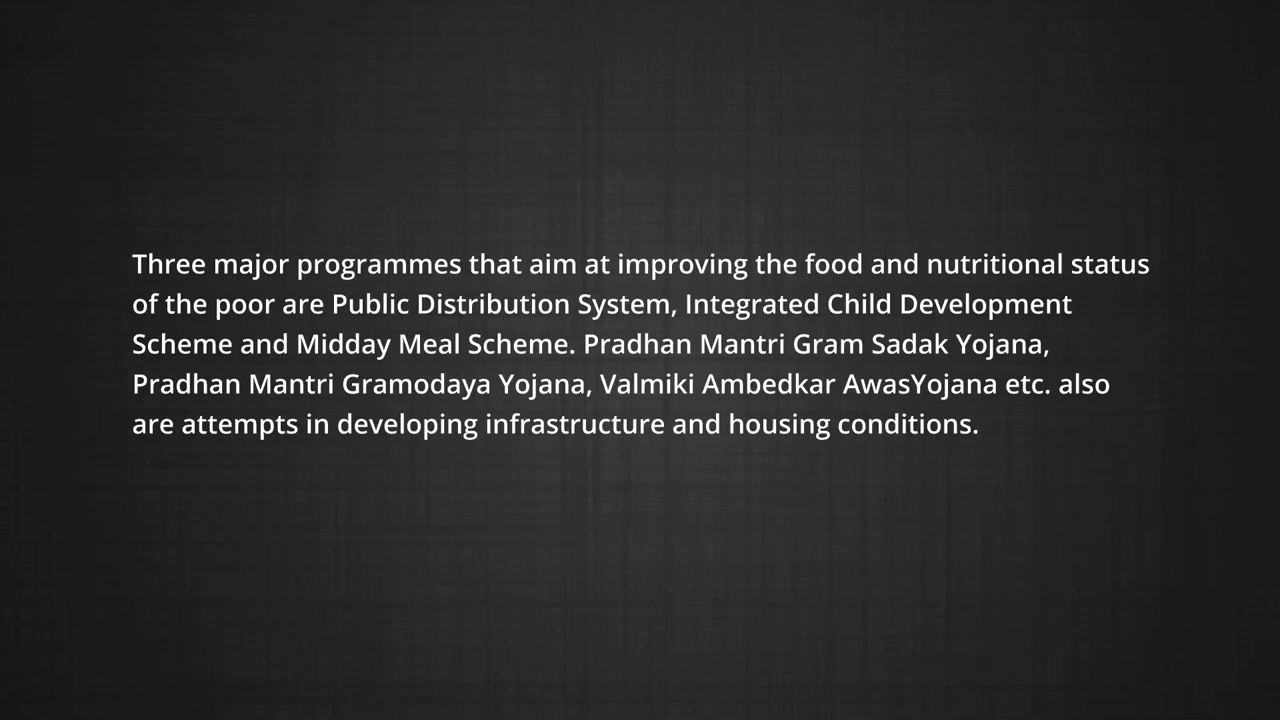 Three major programmes that aim at improving the food and nutritional status
of the poor are Public Distribution System, Integrated Child Development
Scheme and Midday Meal Scheme. Pradhan Mantri Gram Sadak Yojana,
Pradhan Mantri Gramodaya Yojana, Valmiki Ambedkar AwasYojana etc. also
are attempts in developing infrastructure and housing conditions.